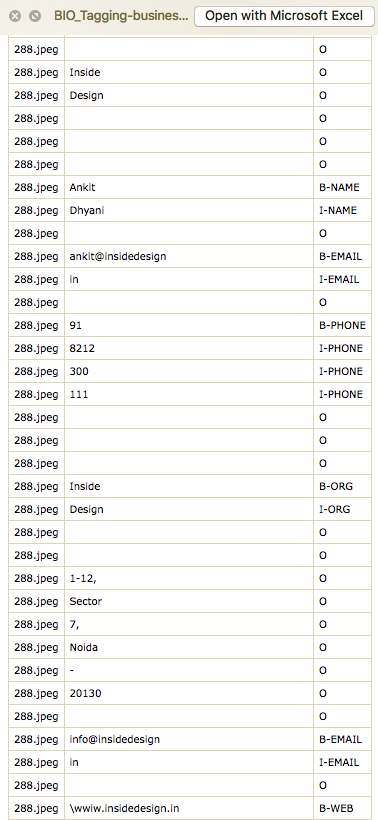 BIO_Tagging-busines... Open with Microsoft Excel
288.jpeg O
288.jpeg Inside O
288.jpeg Design O
288.jpeg O
288.jpeg O
288.jpeg O
288.jpeg Ankit B-NAME
288.jpeg Dhyani I-NAME
288.jpeg O
288.jpeg ankit@insidedesign B-EMAIL
288.jpeg in I-EMAIL
288.jpeg O
288.jpeg 91 B-PHONE
288.jpeg 8212 I-PHONE
288.jpeg 300 I-PHONE
288.jpeg 111 I-PHONE
288.jpeg O
288.jpeg O
288.jpeg O
288.jpeg Inside B-ORG
288.jpeg Design I-ORG
288.jpeg O
288.jpeg O
288.jpeg 1-12, O
288.jpeg Sector O
288.jpeg 7, O
288.jpeg Noida O
288.jpeg - O
288.jpeg 20130 O
288.jpeg O
288.jpeg info@insidedesign B-EMAIL
288.jpeg in I-EMAIL
288.jpeg O
288.jpeg \wwiw.insidedesign.in B-WEB